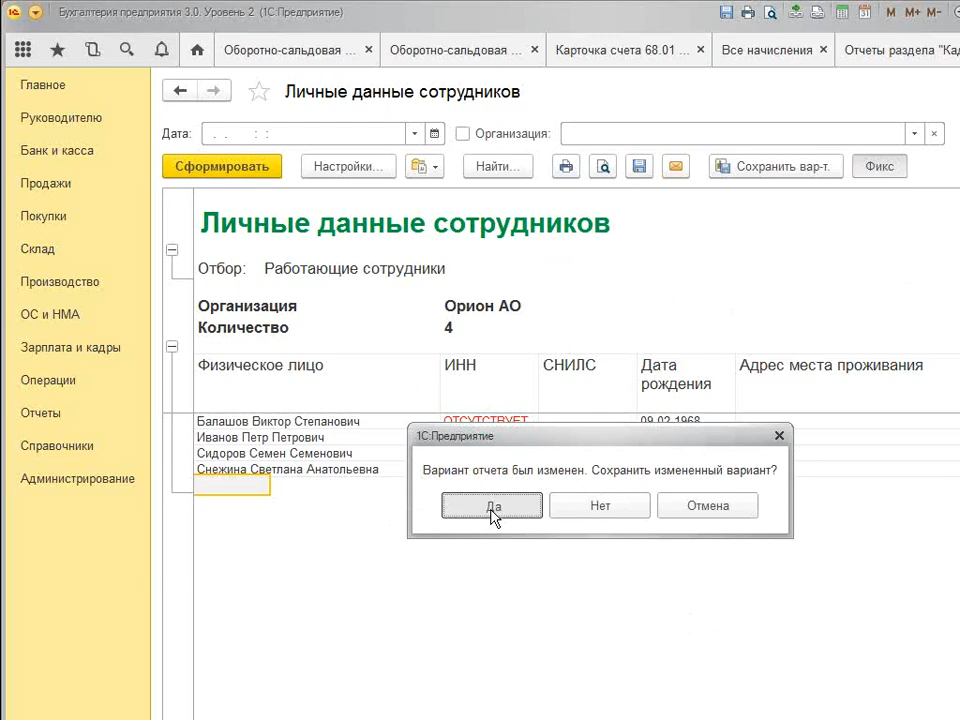 Бухгалтерия предприятия 3.0. Уровень 2 (1С:Предприятие)
M M+ M-
Оборотно-сальдовая ... × Оборотно-сальдовая ... × Карточка счета 68.01 ... × Все начисления × Отчеты раздела "Кад
Главное
Руководителю
Банк и касса
Продажи
Покупки
Склад
Производство
ОС и НМА
Зарплата и кадры
Операции
Отчеты
Справочники
Администрирование
Личные данные сотрудников
Дата: . . : : Организация:
Сформировать Настройки... Найти... Сохранить вар-т. Фикс
Личные данные сотрудников
Отбор: Работающие сотрудники
Организация Орион АО
Количество 4
Физическое лицо ИНН СНИЛС Дата рождения Адрес места проживания
Балашов Виктор Степанович ОТСУТСТВУЕТ 09.02.1968
Иванов Петр Петрович
Сидоров Семен Семенович
Снежина Светлана Анатольевна
1С:Предприятие
Вариант отчета был изменен. Сохранить измененный вариант?
Да Нет Отмена